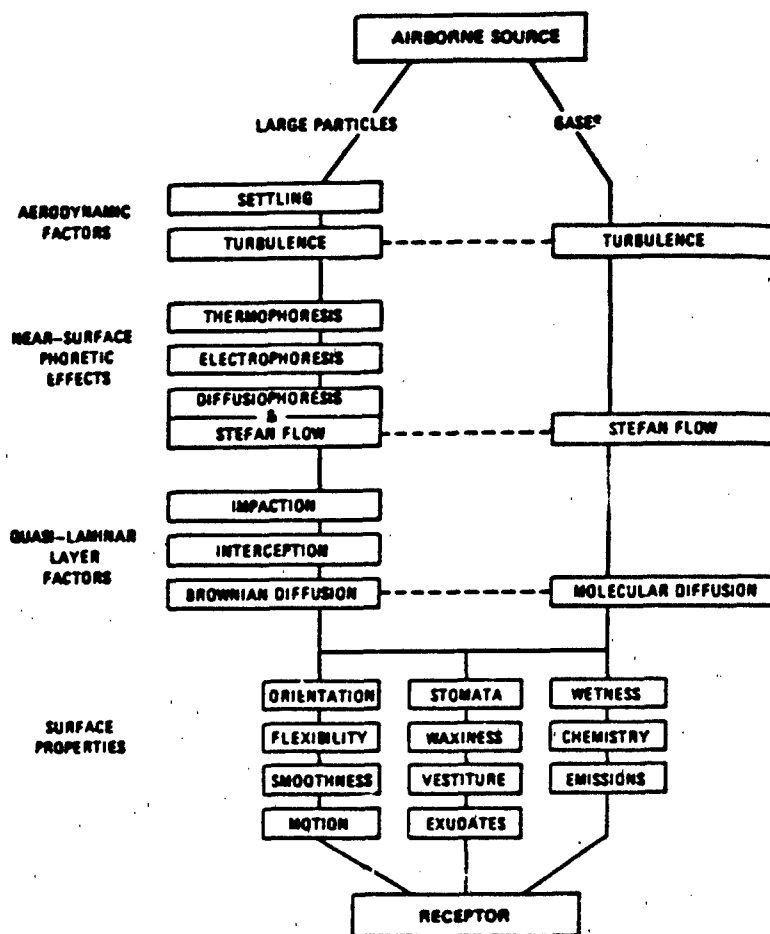 AIRBORNE SOURCE
LARGE PARTICLES
GASES
AERODYNAMIC
FACTORS
SETTLING
TURBULENCE
TURBULENCE
NEAR-SURFACE
PHORETIC
EFFECTS
THERMOPHORESIS
ELECTROPHORESIS
DIFFUSIOPHORESIS
&
STEFAN FLOW
STEFAN FLOW
QUASI-LAMINAR
LAYER
FACTORS
IMPACTION
INTERCEPTION
BROWNIAN DIFFUSION
MOLECULAR DIFFUSION
SURFACE
PROPERTIES
ORIENTATION
FLEXIBILITY
SMOOTHNESS
MOTION
STOMATA
WAXINESS
VESTITURE
EXUDATES
WETNESS
CHEMISTRY
EMISSIONS
RECEPTOR